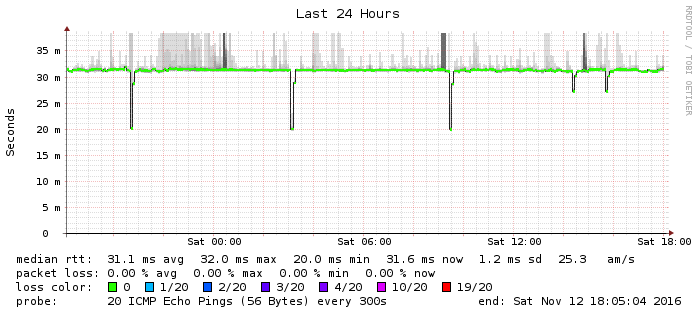 Last 24 Hours
RRDTOOL / TOBI OETIKER
Seconds
35 m
30 m
25 m
20 m
15 m
10 m
5 m
0
Sat 00:00 Sat 06:00 Sat 12:00 Sat 18:00
median rtt: 31.1 ms avg 32.0 ms max 20.0 ms min 31.6 ms now 1.2 ms sd 25.3 am/s
packet loss: 0.00 % avg 0.00 % max 0.00 % min 0.00 % now
loss color: 0 1/20 2/20 3/20 4/20 10/20 19/20
probe: 20 ICMP Echo Pings (56 Bytes) every 300s end: Sat Nov 12 18:05:04 2016